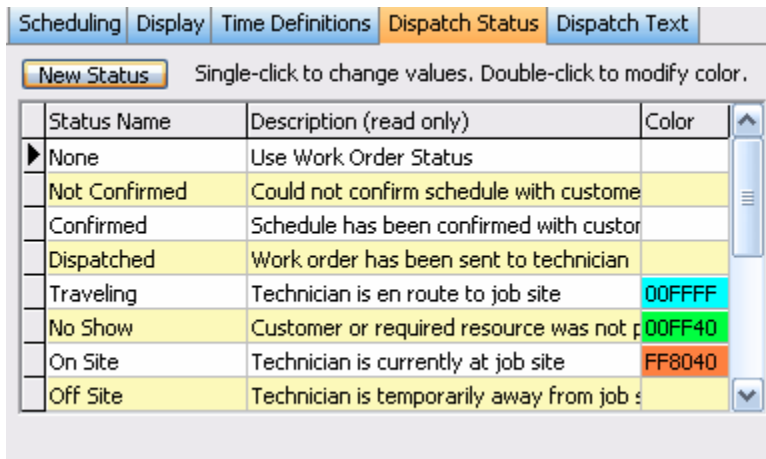 Scheduling Display Time Definitions Dispatch Status Dispatch Text
New Status Single-click to change values. Double-click to modify color.
Status Name Description (read only) Color
None Use Work Order Status
Not Confirmed Could not confirm schedule with custome
Confirmed Schedule has been confirmed with custor
Dispatched Work order has been sent to technician
Traveling Technician is en route to job site 00FFFF
No Show Customer or required resource was not 00FF40
On Site Technician is currently at job site FF8040
Off Site Technician is temporarily away from job